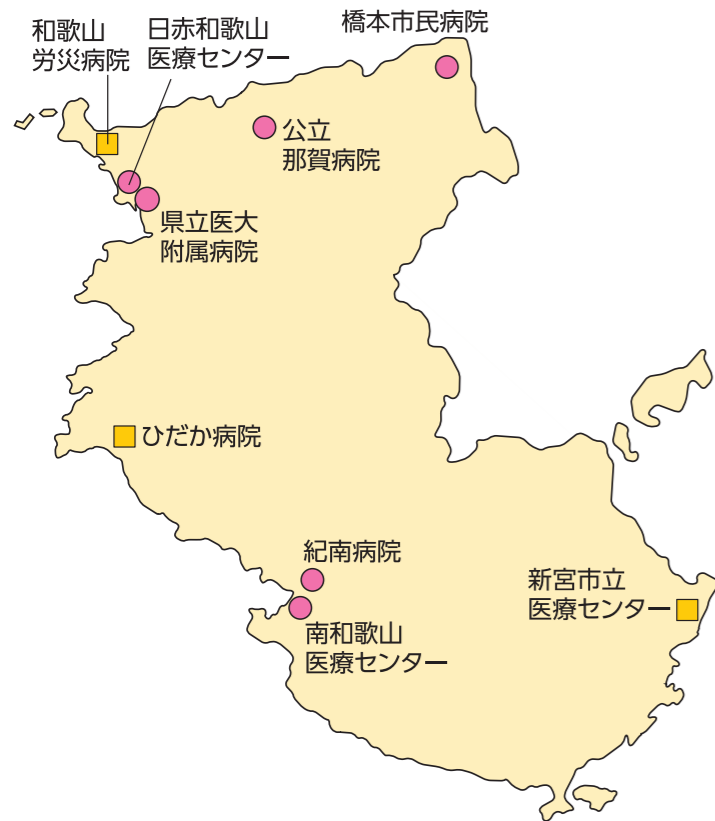 和歌山
労災病院
日赤和歌山
医療センター
橋本市民病院
公立
那賀病院
県立医大
附属病院
ひだか病院
紀南病院
南和歌山
医療センター
新宮市立
医療センター